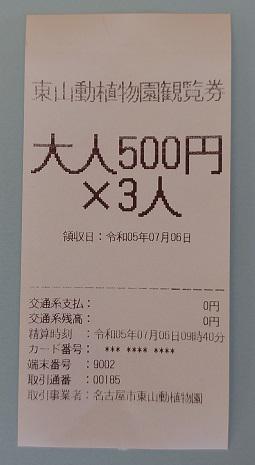 東山動植物園観覧券
大人500円
×3人
領収日：令和05年07月06日
交通系支払： 0円
交通系残高： 0円
精算時刻 ：令和05年07月06日09時40分
カード番号： *** **** ****
端末番号 ：9002
取引通番 ：00185
取引事業者：名古屋市東山動植物園